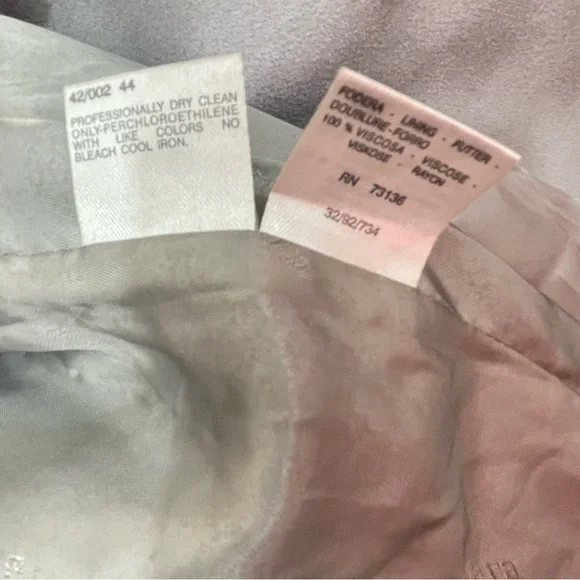 42/002 44
PROFESSIONALLY DRY CLEAN
ONLY-PERCHLOROETHILENE
WITH LIKE COLORS NO
BLEACH COOL IRON.
FODERA - LINING - FUTTER -
DOUBLURE-FORRO
100 % VISCOSA - VISCOSE -
VISKOSE - RAYON
RN 73136
32/92/734